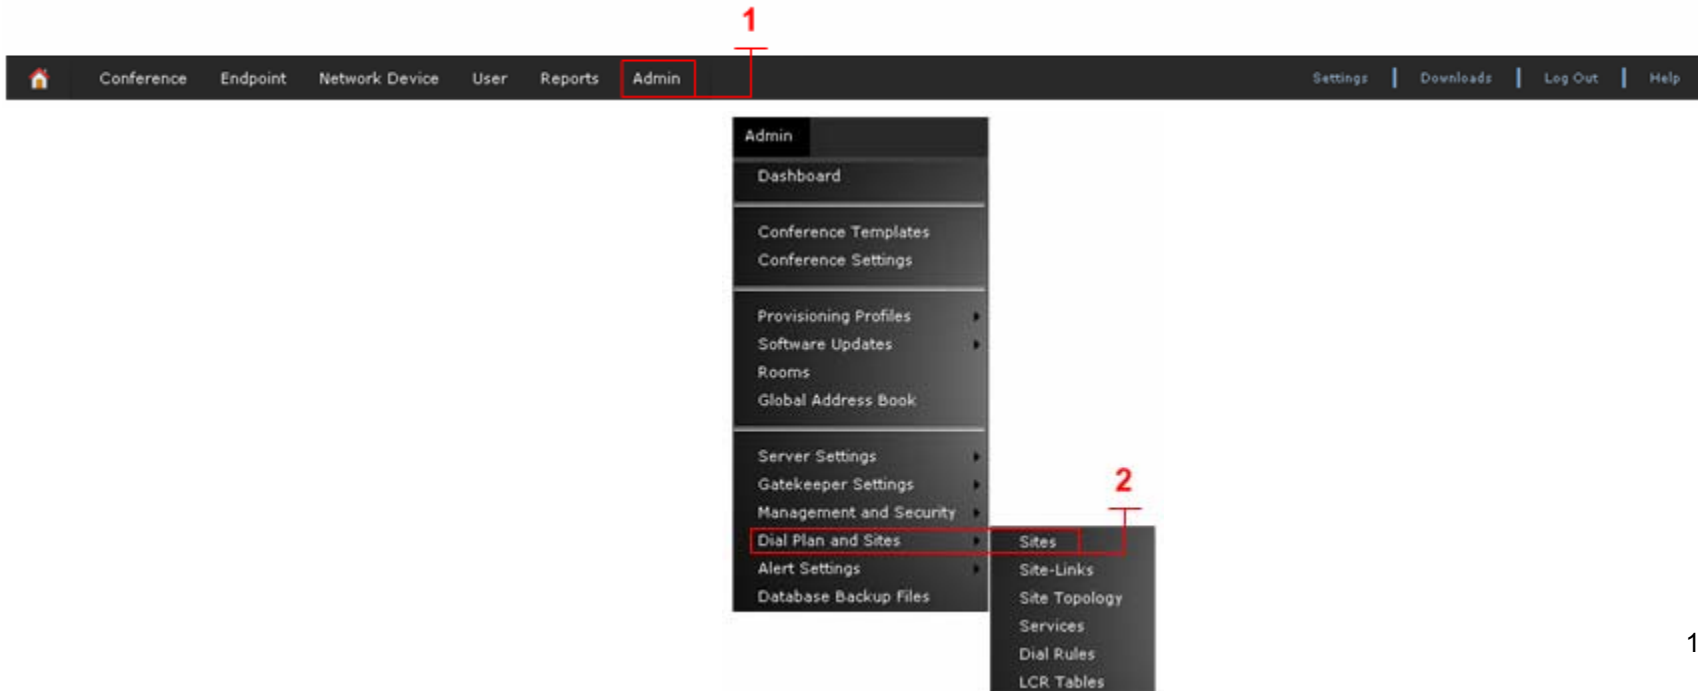 1
Conference Endpoint Network Device User Reports Admin Settings Downloads Log Out Help
Admin
Dashboard
Conference Templates
Conference Settings
Provisioning Profiles
Software Updates
Rooms
Global Address Book
Server Settings
Gatekeeper Settings
Management and Security
Dial Plan and Sites
Alert Settings
Database Backup Files
2
Sites
Site-Links
Site Topology
Services
Dial Rules
LCR Tables
1